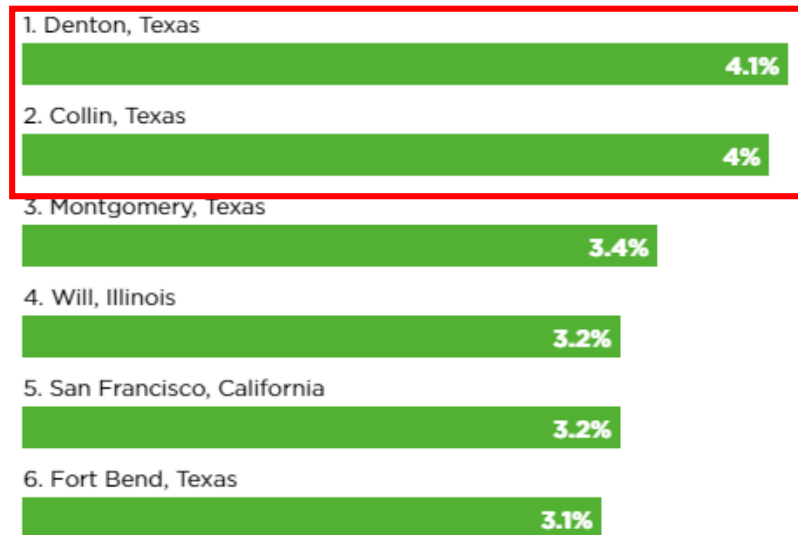 1. Denton, Texas
4.1%
2. Collin, Texas
4%
3. Montgomery, Texas
3.4%
4. Will, Illinois
3.2%
5. San Francisco, California
3.2%
6. Fort Bend, Texas
3.1%